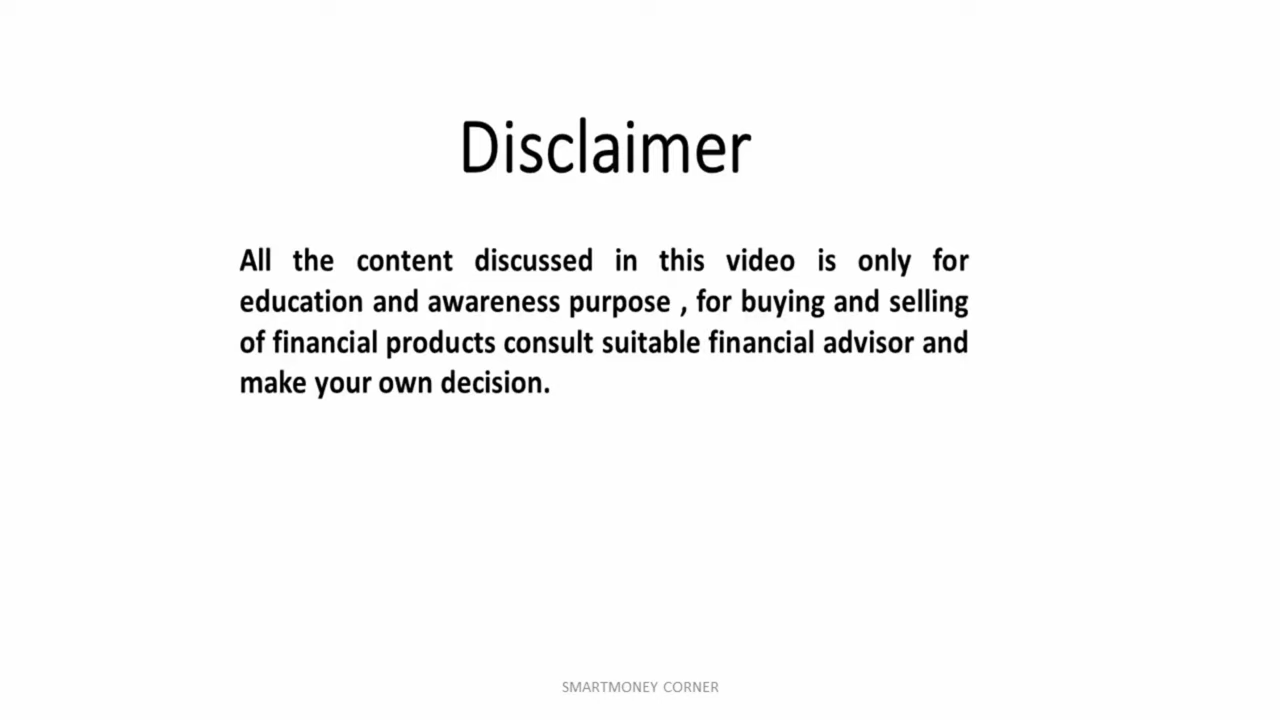 Disclaimer
All the content discussed in this video is only for
education and awareness purpose , for buying and selling
of financial products consult suitable financial advisor and
make your own decision.
SMARTMONEY CORNER